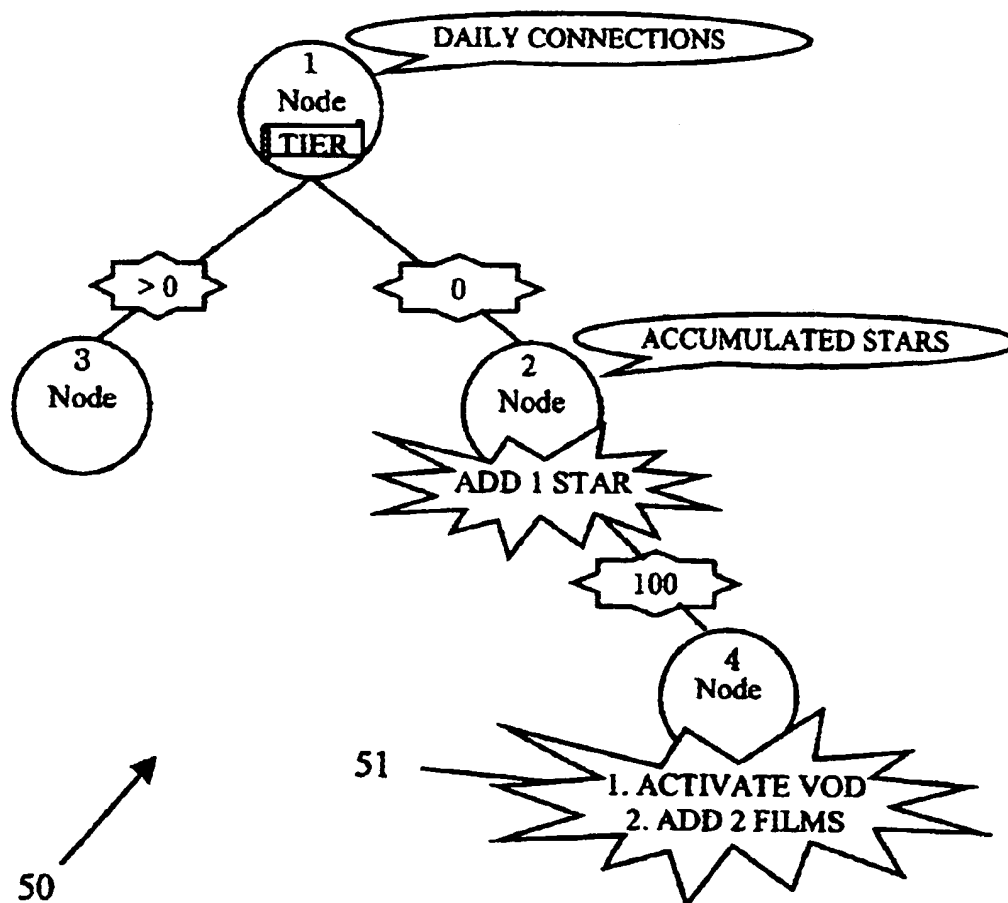 DAILY CONNECTIONS
1
Node
TIER
> 0
0
3
Node
ACCUMULATED STARS
2
Node
ADD 1 STAR
100
4
Node
51
1. ACTIVATE VOD
2. ADD 2 FILMS
50